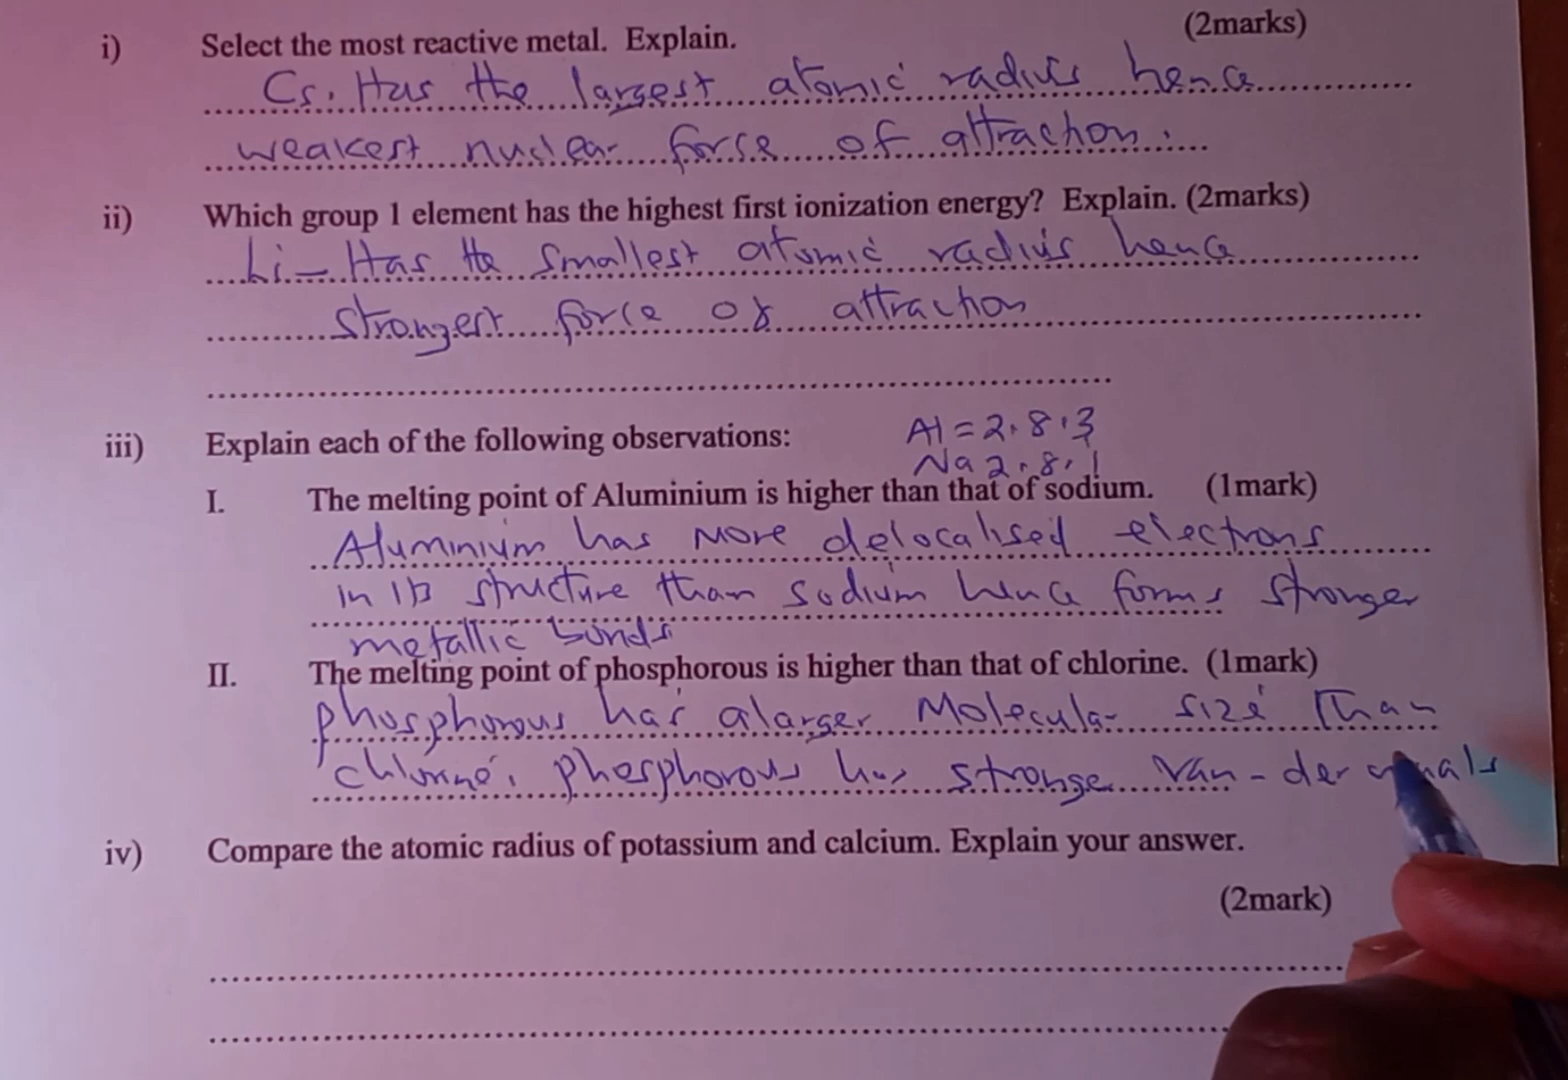 i) Select the most reactive metal. Explain. (2marks)
Cs. Has the largest atomic radius hence
weakest nuclear force of attraction.
ii) Which group 1 element has the highest first ionization energy? Explain. (2marks)
Li - Has the smallest atomic radius hence
strongest force of attraction
iii) Explain each of the following observations: Al = 2.8.3
Na 2.8.1
I. The melting point of Aluminium is higher than that of sodium. (1mark)
Aluminium has more delocalised electrons
in its structure than sodium hence forms stronger
metallic bonds
II. The melting point of phosphorous is higher than that of chlorine. (1mark)
phosphorous has a larger molecular size than
chlorine. phosphorous has stronge Van-der
iv) Compare the atomic radius of potassium and calcium. Explain your answer.
(2mark)